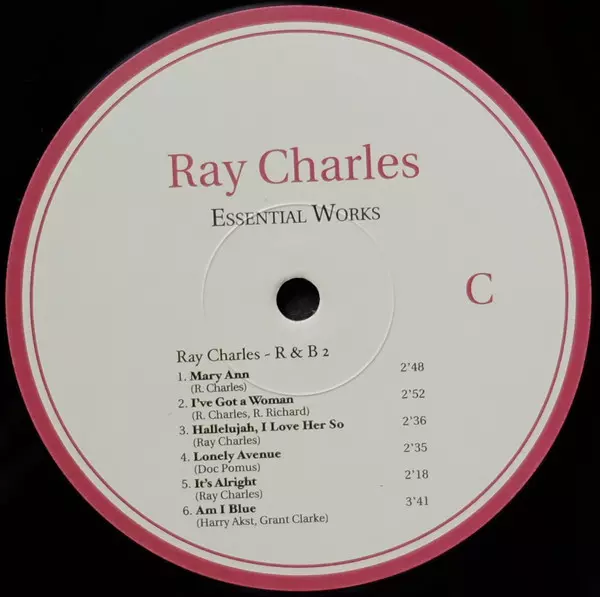 Ray Charles
Essential Works
C
Ray Charles - R & B 2
1. Mary Ann 2'48
(R. Charles)
2. I've Got a Woman 2'52
(R. Charles, R. Richard)
3. Hallelujah, I Love Her So 2'36
(Ray Charles)
4. Lonely Avenue 2'35
(Doc Pomus)
5. It's Alright 2'18
(Ray Charles)
6. Am I Blue 3'41
(Harry Akst, Grant Clarke)